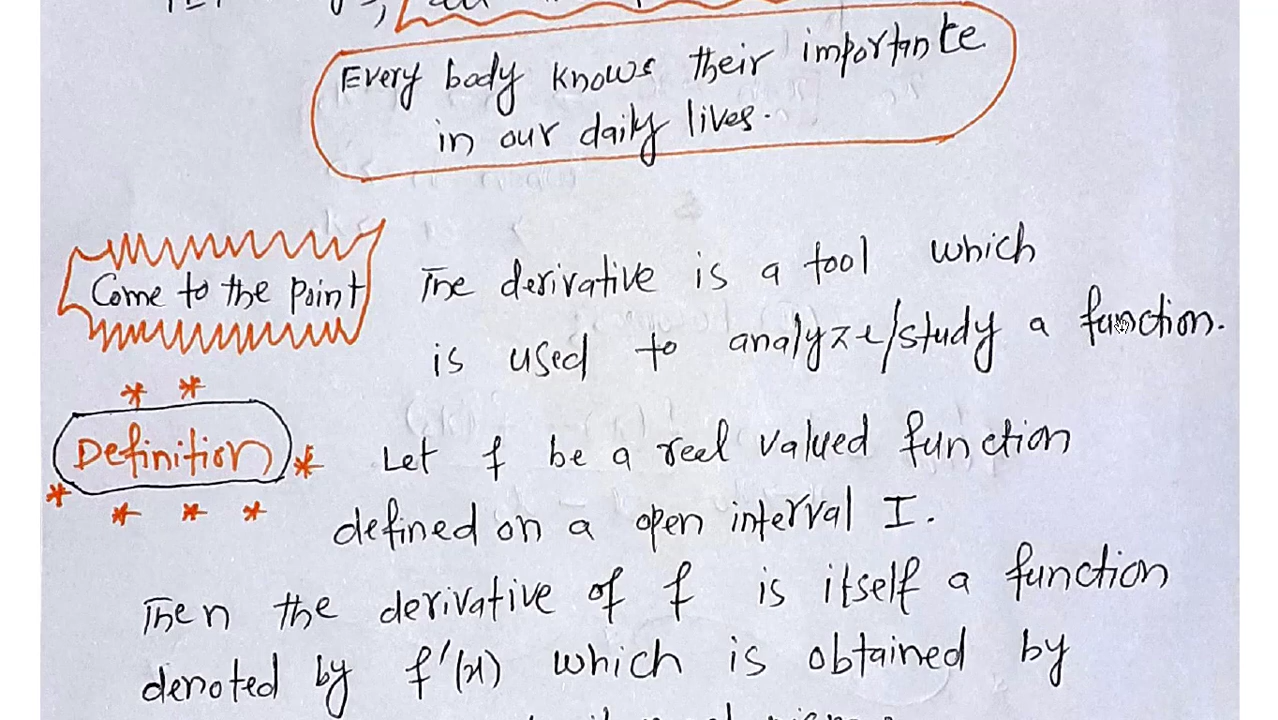 Every body knows their importance
in our daily lives.
Come to the point
The derivative is a tool which
is used to analyze/study a function.
Definition
Let f be a real valued function
defined on a open interval I.
Then the derivative of f is itself a function
denoted by f'(x) which is obtained by